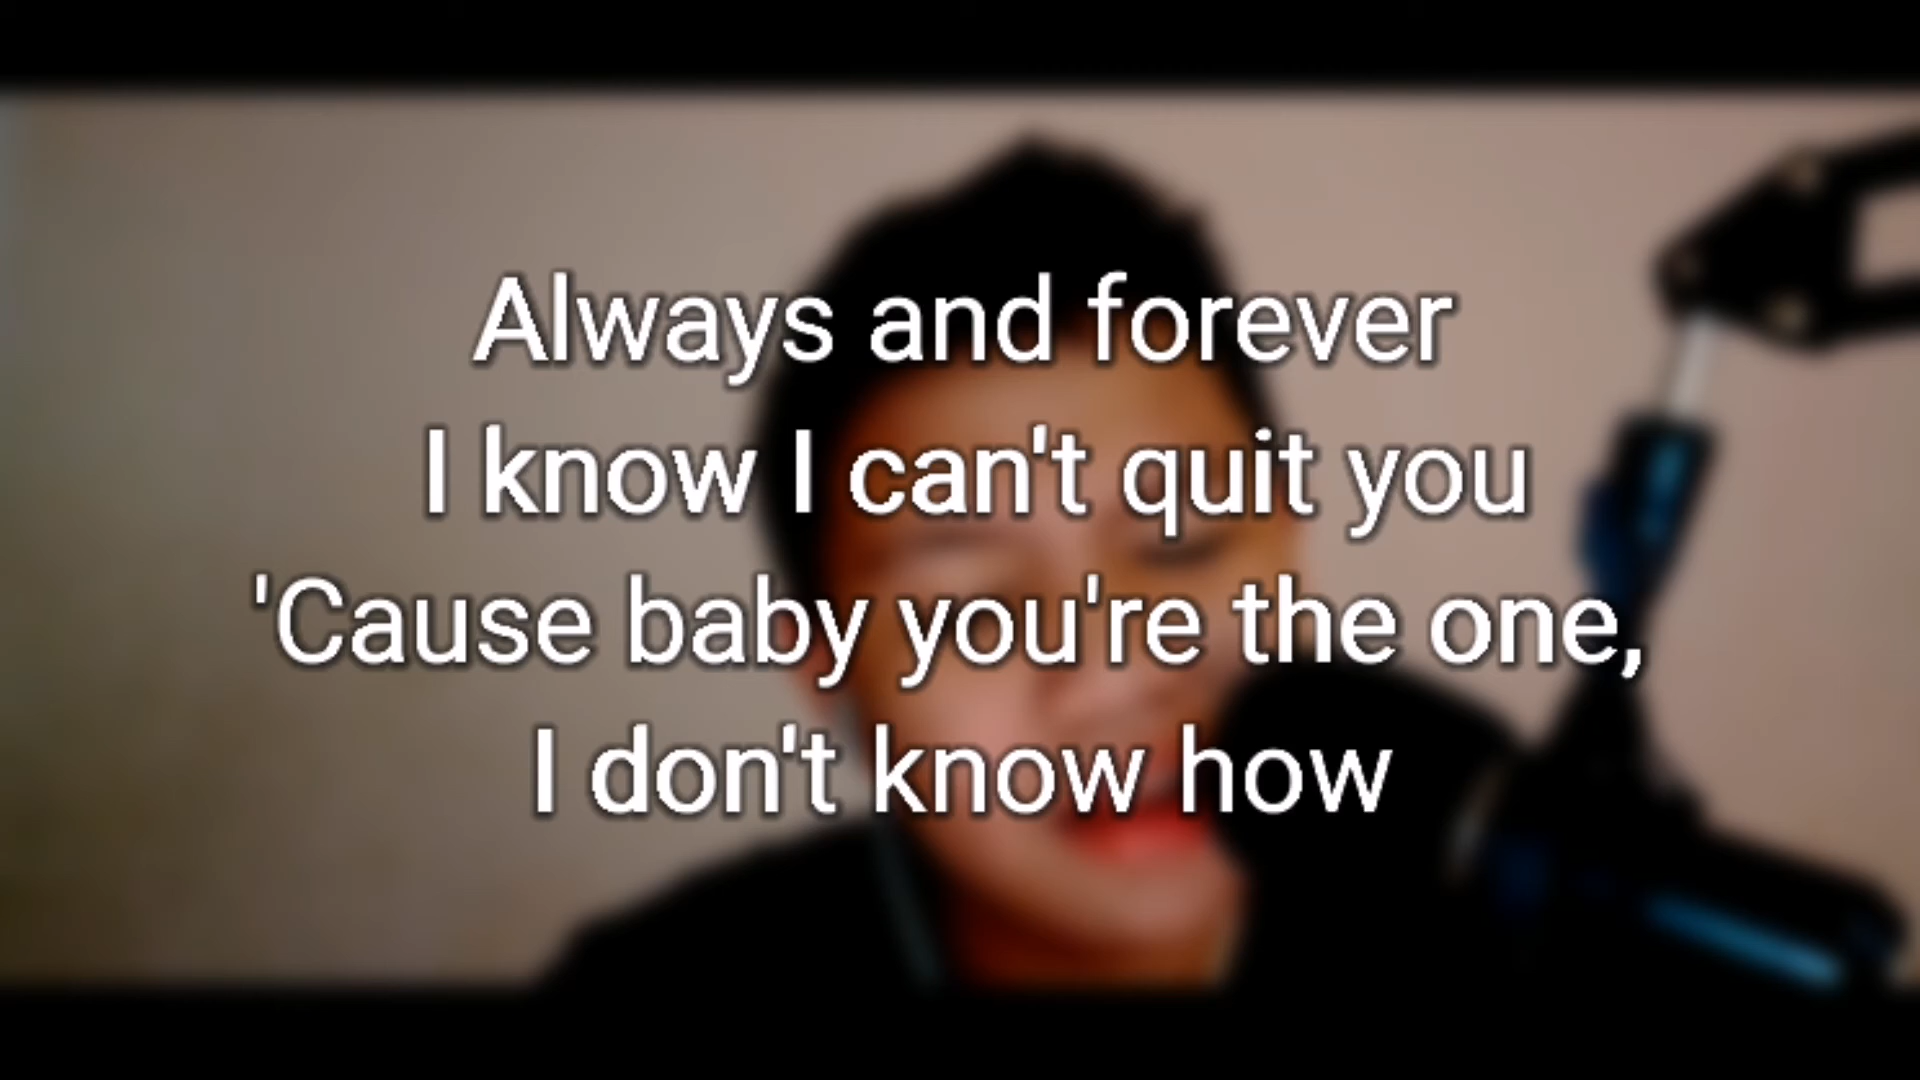 Always and forever
I know I can't quit you
'Cause baby you're the one,
I don't know how